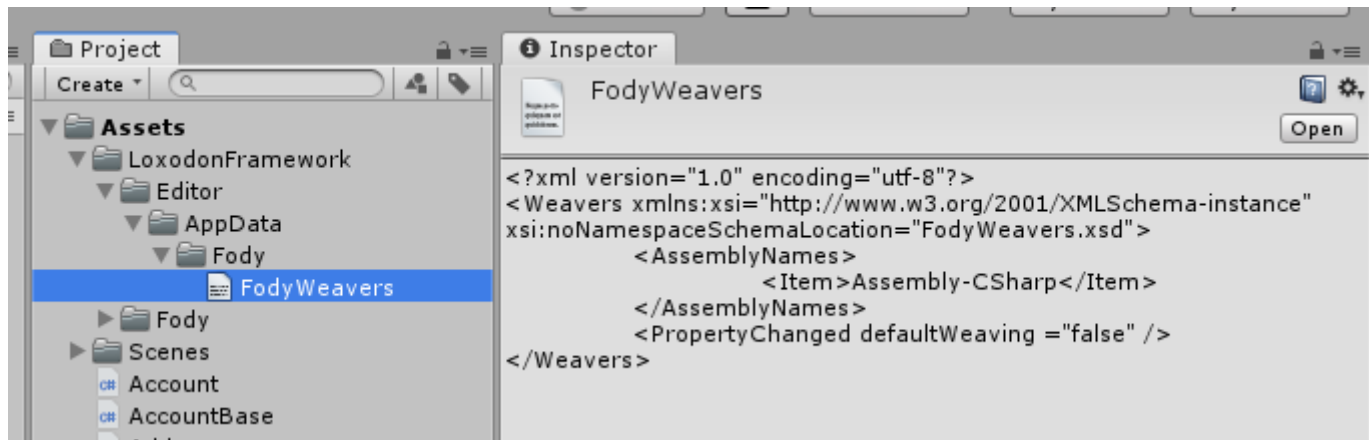 Project
Create
Assets
LoxodonFramework
Editor
AppData
Fody
FodyWeavers
Fody
Scenes
Account
AccountBase
Inspector
FodyWeavers
Open
<?xml version="1.0" encoding="utf-8"?>
<Weavers xmlns:xsi="http://www.w3.org/2001/XMLSchema-instance"
xsi:noNamespaceSchemaLocation="FodyWeavers.xsd">
<AssemblyNames>
<Item>Assembly-CSharp</Item>
</AssemblyNames>
<PropertyChanged defaultWeaving ="false" />
</Weavers>